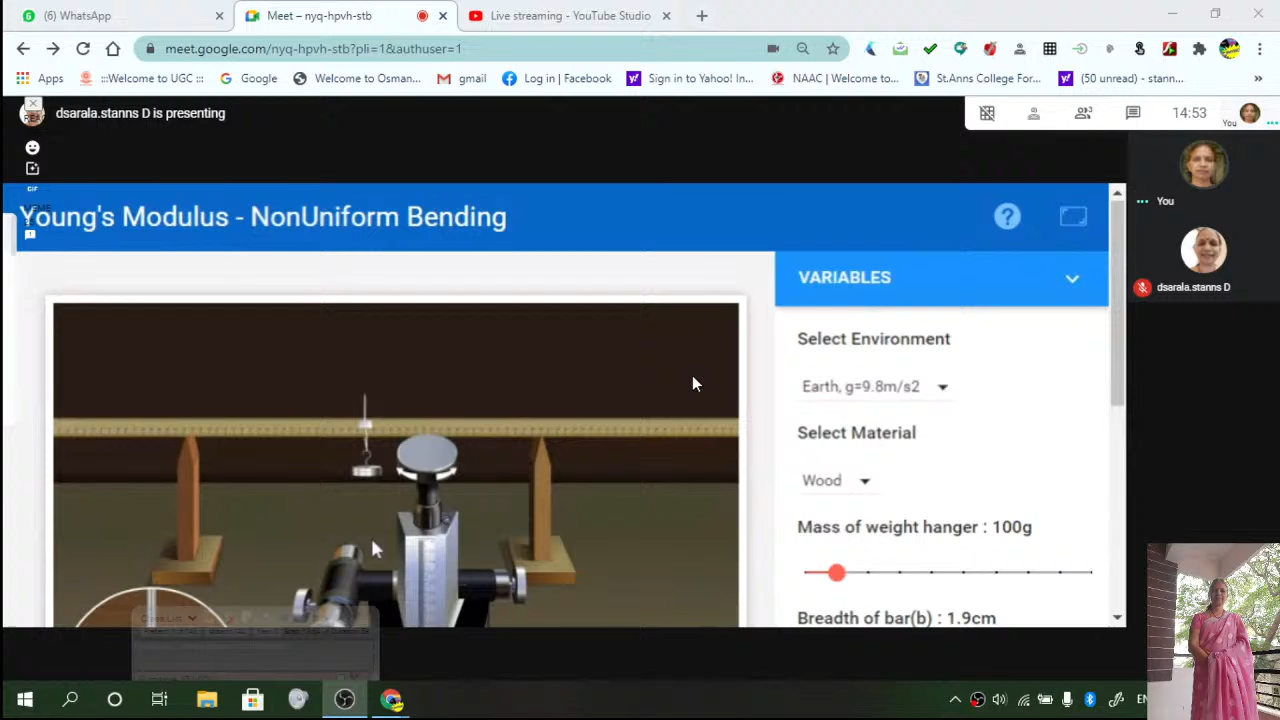 (6) WhatsApp
Meet – nyq-hpvh-stb
Live streaming - YouTube Studio
meet.google.com/nyq-hpvh-stb?pli=1&authuser=1
Apps
:::Welcome to UGC :::
Google
Welcome to Osman...
gmail
Log in | Facebook
Sign in to Yahoo! In...
NAAC | Welcome to...
St.Anns College For...
(50 unread) - stann...
»
dsarala.stanns D is presenting
14:53
You
GIF
You
dsarala.stanns D
Young's Modulus - NonUniform Bending
VARIABLES
Select Environment
Earth, g=9.8m/s2
Select Material
Wood
Mass of weight hanger : 100g
Breadth of bar(b) : 1.9cm